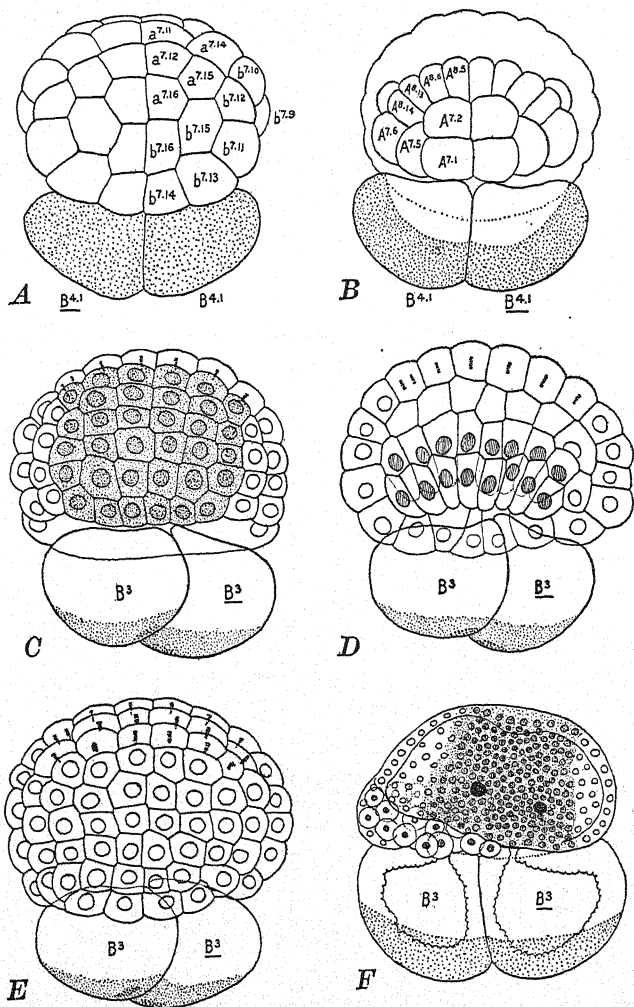 a7.11
a7.14
a7.12
b7.10
a7.15
a7.16
b7.12
b7.9
b7.15
b7.16
b7.11
b7.13
b7.14
A
B4.1
B4.1
A8.6
A8.5
A8.13
A8.14
A7.2
A7.6
A7.5
A7.1
B
B4.1
B4.1
B3
B3
C
B3
B3
D
B3
B3
E
B3
B3
F